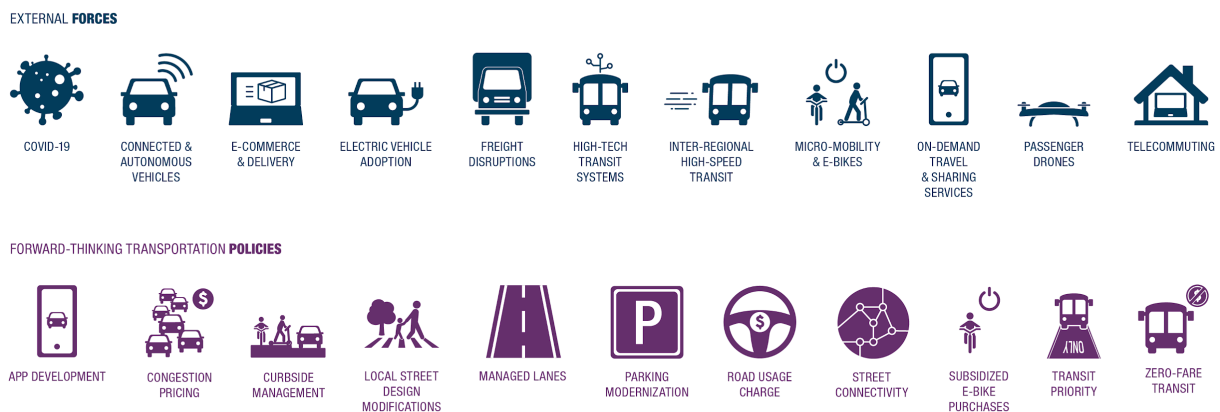 EXTERNAL FORCES
COVID-19
CONNECTED &
AUTONOMOUS
VEHICLES
E-COMMERCE
& DELIVERY
ELECTRIC VEHICLE
ADOPTION
FREIGHT
DISRUPTIONS
HIGH-TECH
TRANSIT
SYSTEMS
INTER-REGIONAL
HIGH-SPEED
TRANSIT
MICRO-MOBILITY
& E-BIKES
ON-DEMAND
TRAVEL
& SHARING
SERVICES
PASSENGER
DRONES
TELECOMMUTING
FORWARD-THINKING TRANSPORTATION POLICIES
$
P
$
ONLY
APP DEVELOPMENT
CONGESTION
PRICING
CURBSIDE
MANAGEMENT
LOCAL STREET
DESIGN
MODIFICATIONS
MANAGED LANES
PARKING
MODERNIZATION
ROAD USAGE
CHARGE
STREET
CONNECTIVITY
SUBSIDIZED
E-BIKE
PURCHASES
TRANSIT
PRIORITY
ZERO-FARE
TRANSIT